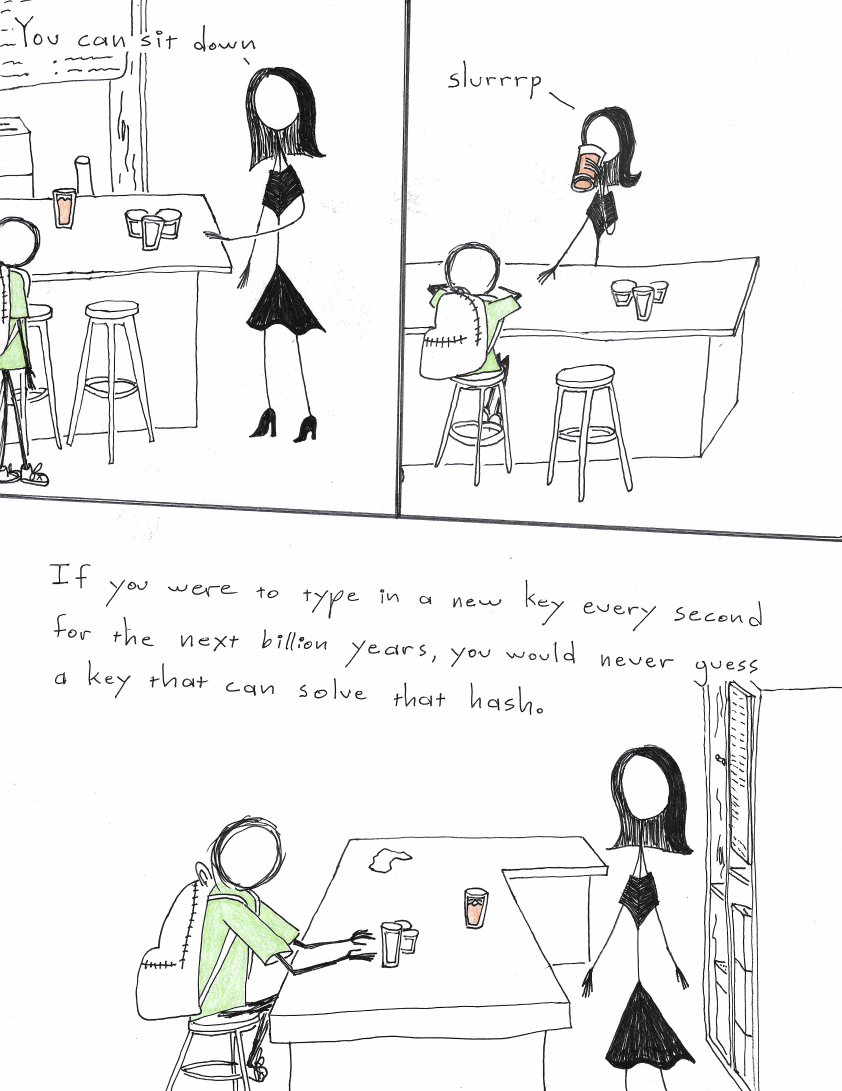 You can sit down
slurrrp
If you were to type in a new key every second
for the next billion years, you would never guess
a key that can solve that hash.